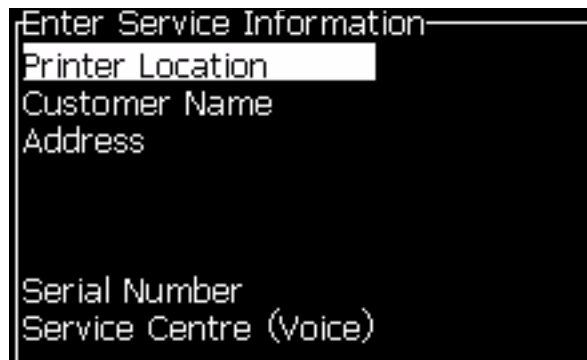 Enter Service Information
Printer Location
Customer Name
Address
Serial Number
Service Centre (Voice)